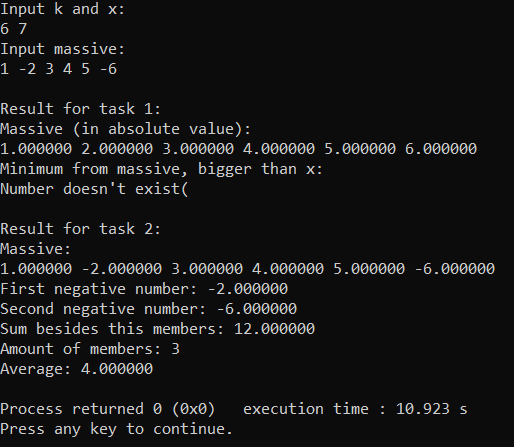 Input k and x:
6 7
Input massive:
1 -2 3 4 5 -6
Result for task 1:
Massive (in absolute value):
1.000000 2.000000 3.000000 4.000000 5.000000 6.000000
Minimum from massive, bigger than x:
Number doesn't exist(
Result for task 2:
Massive:
1.000000 -2.000000 3.000000 4.000000 5.000000 -6.000000
First negative number: -2.000000
Second negative number: -6.000000
Sum besides this members: 12.000000
Amount of members: 3
Average: 4.000000
Process returned 0 (0x0)   execution time : 10.923 s
Press any key to continue.